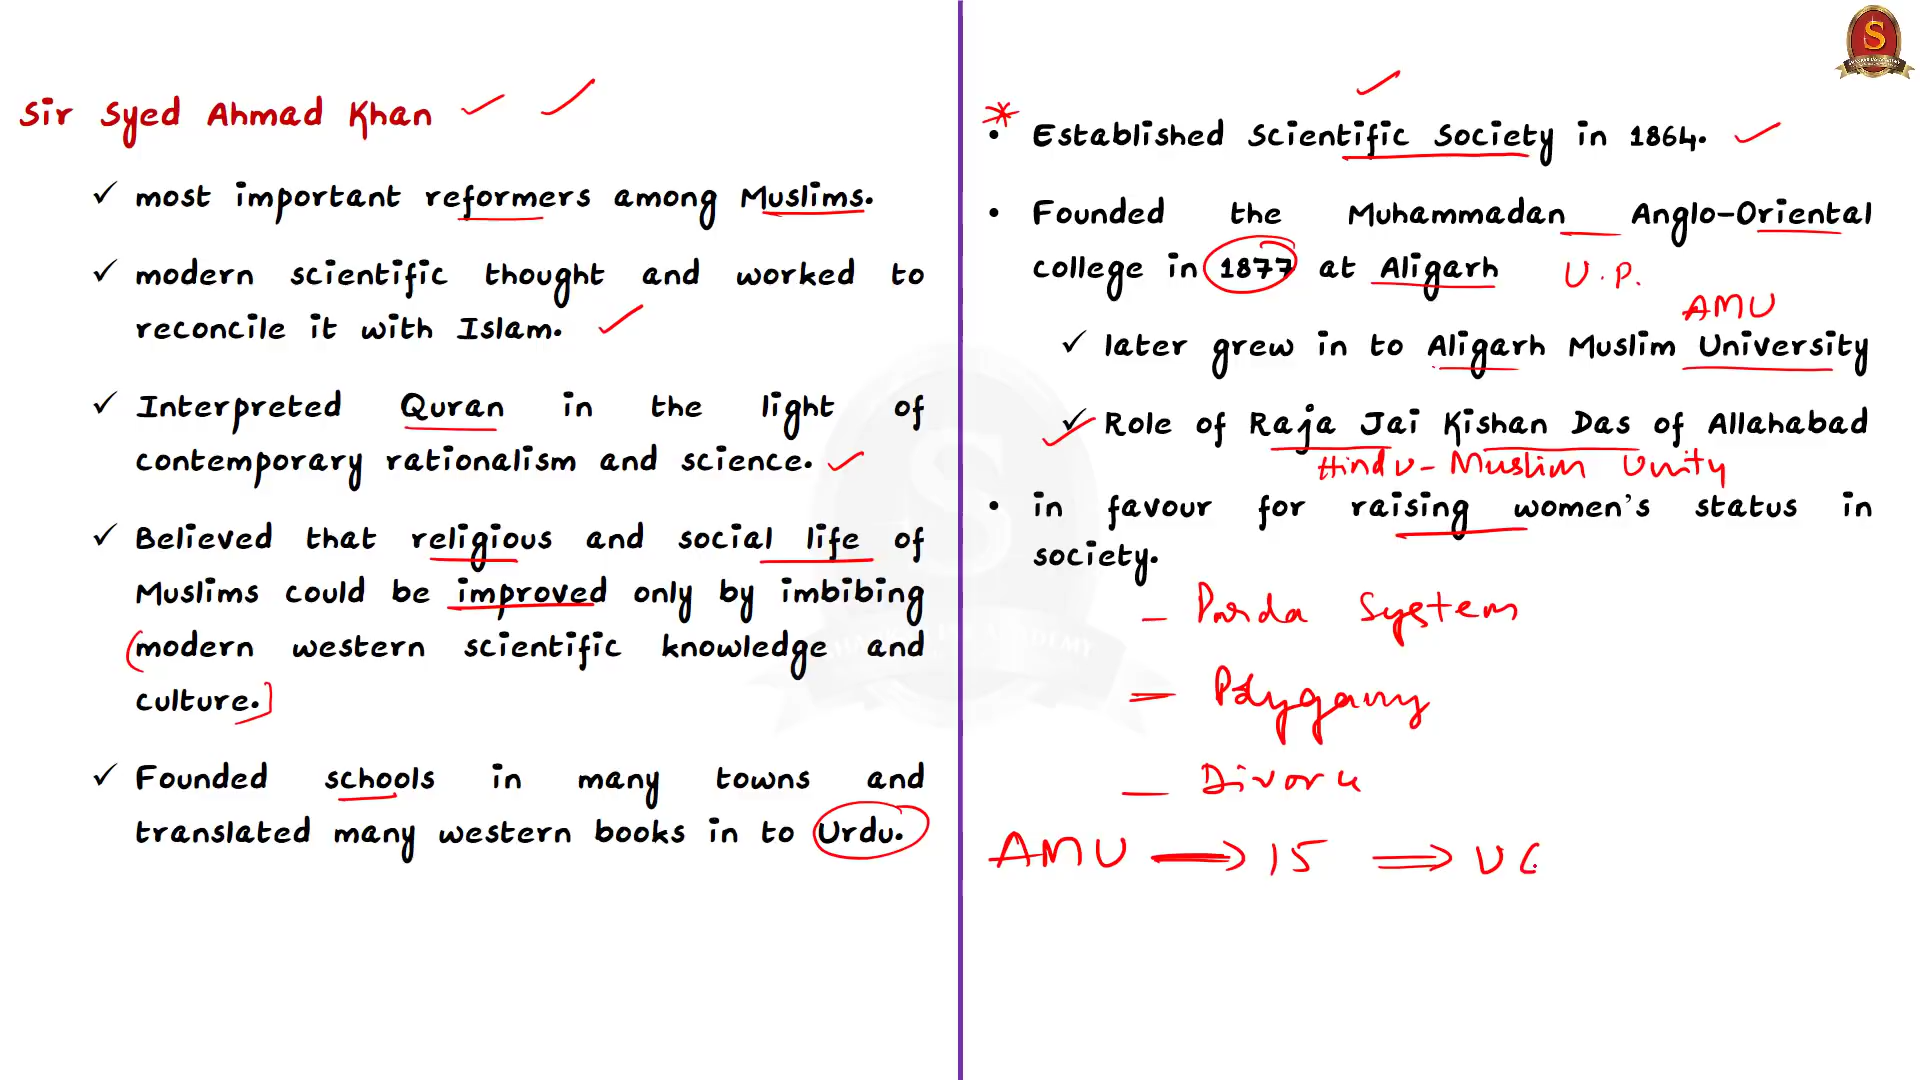 Sir Syed Ahmad Khan
✓ most important reformers among Muslims.
✓ modern scientific thought and worked to
reconcile it with Islam.
✓ Interpreted Quran in the light of
contemporary rationalism and science.
✓ Believed that religious and social life of
Muslims could be improved only by imbibing
modern western scientific knowledge and
culture.
✓ Founded schools in many towns and
translated many western books in to Urdu.
• Established Scientific Society in 1864.
• Founded the Muhammadan Anglo-Oriental
college in 1877 at Aligarh U.P.
AMU
✓ later grew in to Aligarh Muslim University
✓ Role of Raja Jai Kishan Das of Allahabad
Hindu-Muslim Unity
• in favour for raising women's status in
society.
- Parda System
- Polygamy
- Divorce
AMU → 15 ⇒ VC
S